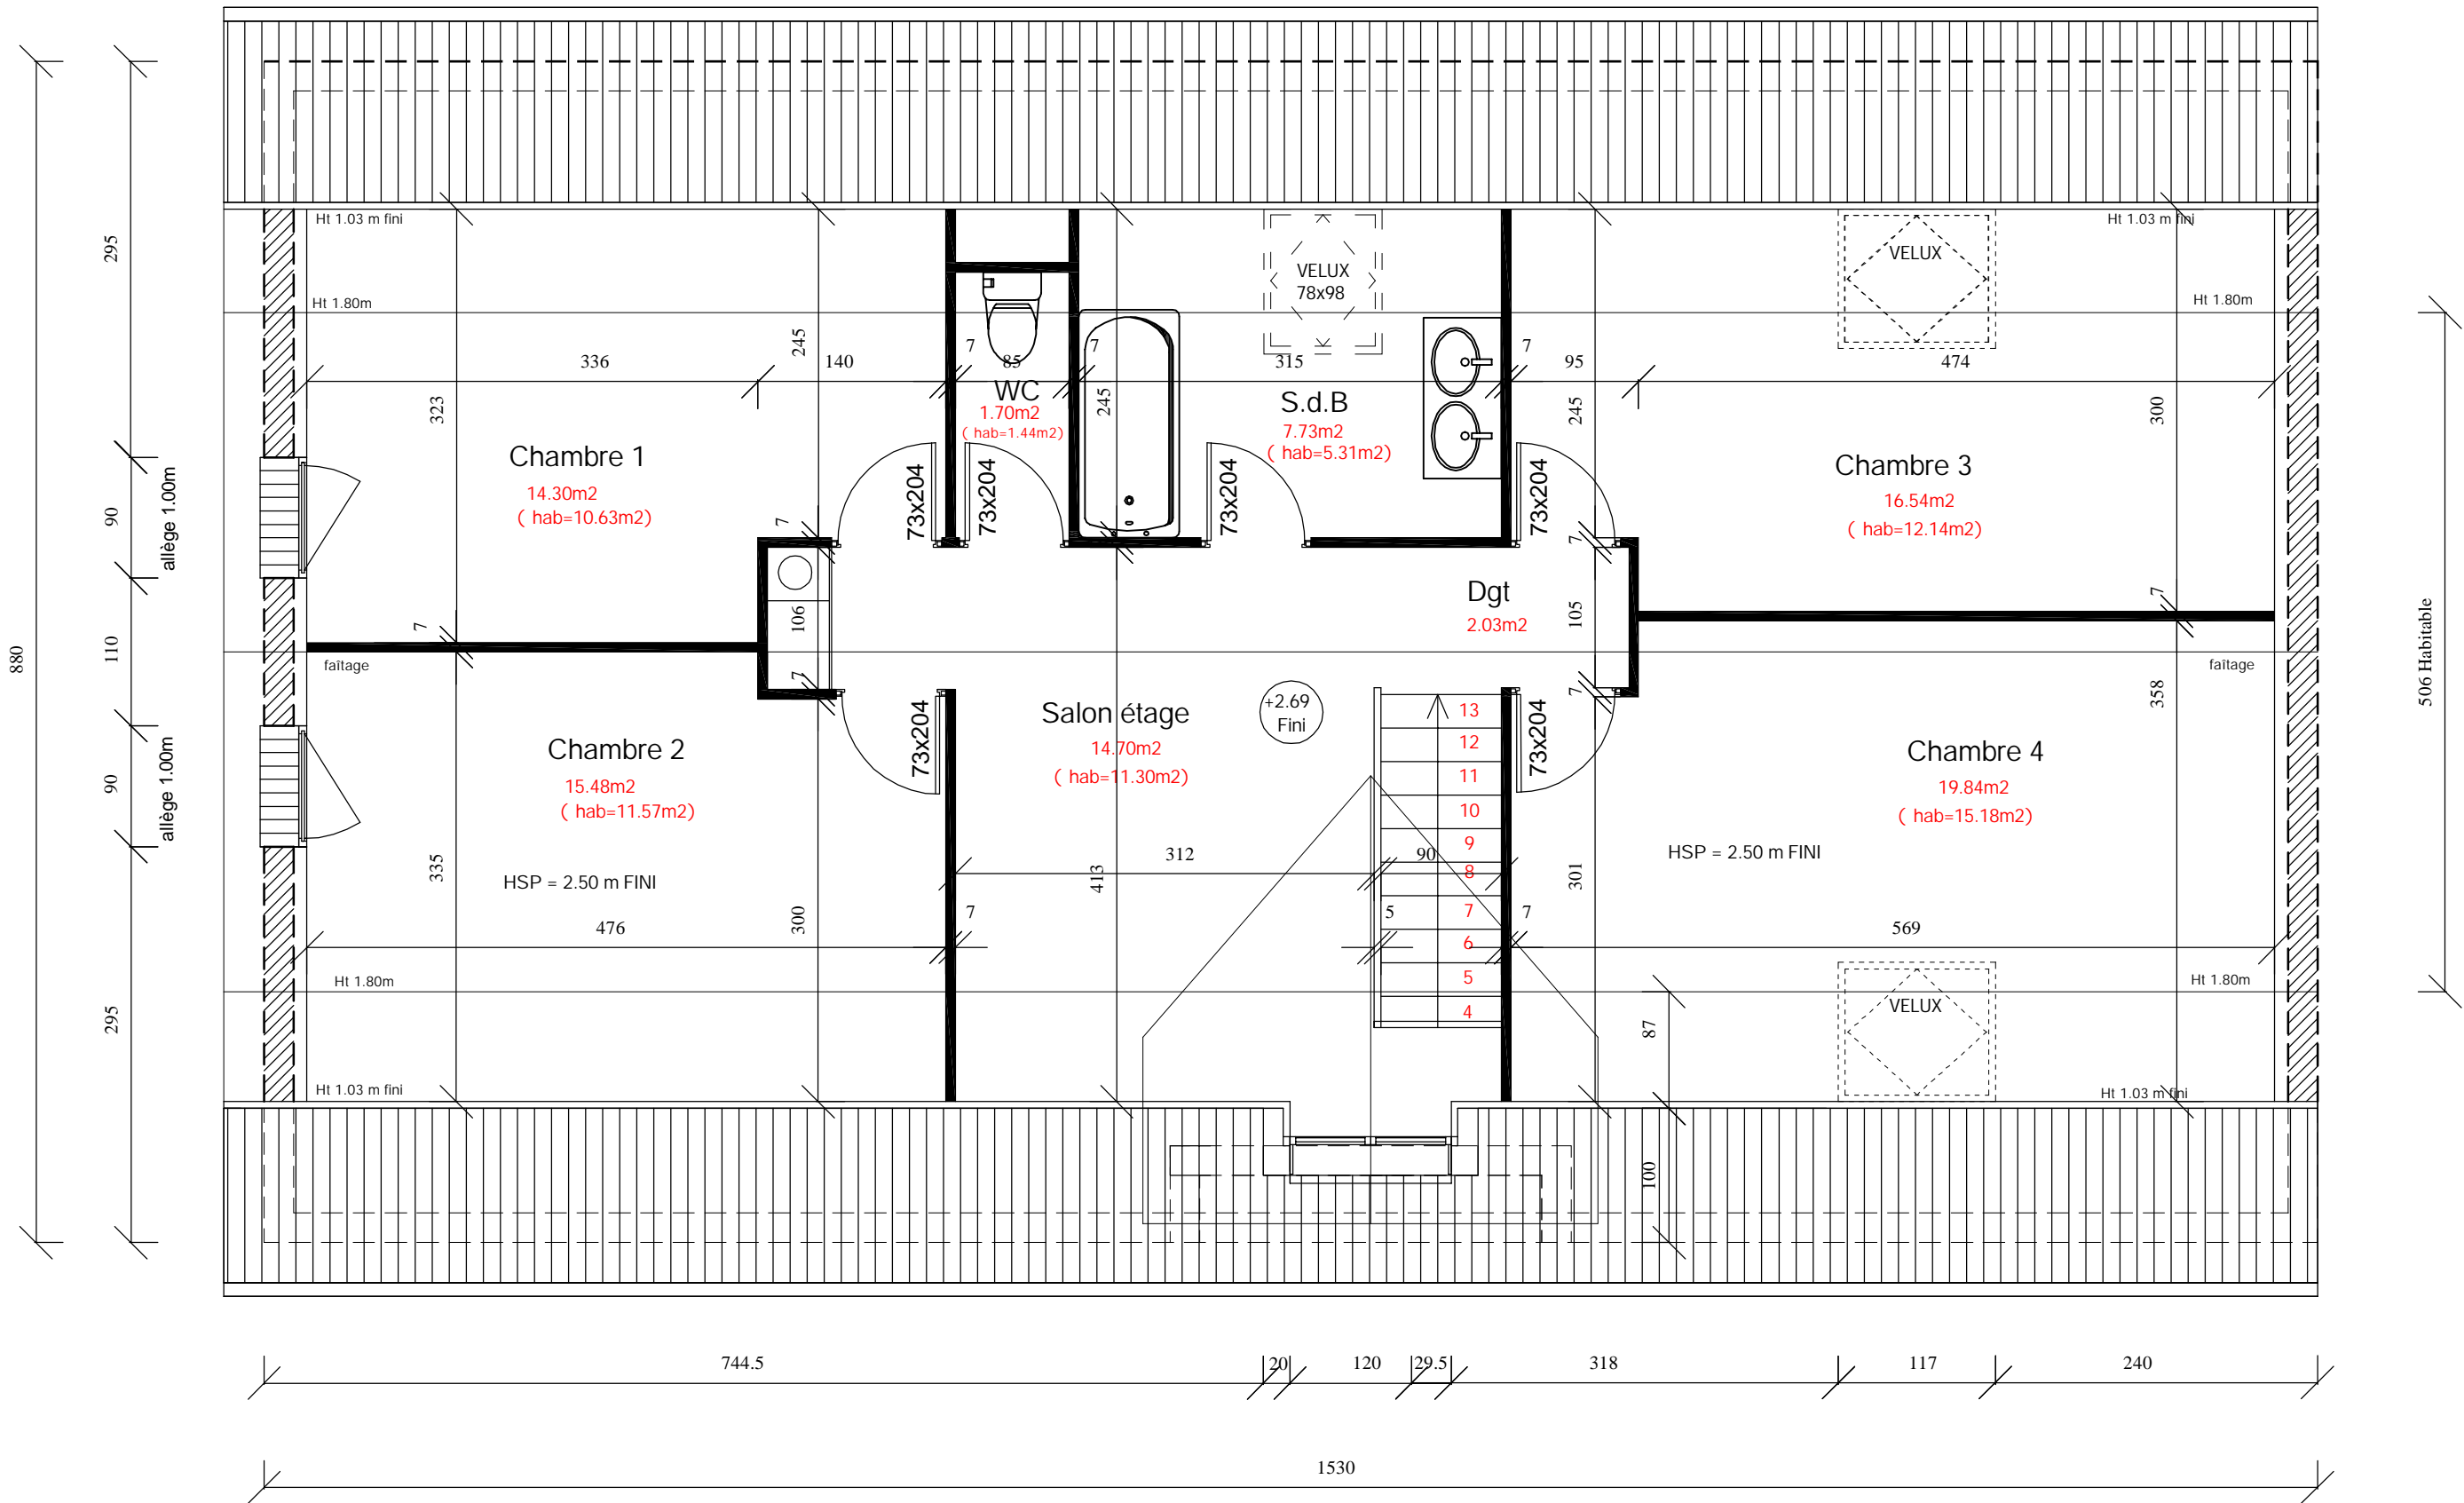 Ht 1.03 m fini
Ht 1.03 m fini
295
VELUX
78x98
VELUX
Ht 1.80m
Ht 1.80m
336
245
140
7
85
7
315
7
95
474
WC
1.70m2
( hab=1.44m2)
323
245
S.d.B
7.73m2
( hab=5.31m2)
245
300
Chambre 1
14.30m2
( hab=10.63m2)
Chambre 3
16.54m2
( hab=12.14m2)
73x204
73x204
73x204
73x204
90
allège 1.00m
7
7
7
106
Dgt
2.03m2
105
7
880
110
506 Habitable
faîtage
faîtage
7
7
358
Salon étage
14.70m2
( hab=11.30m2)
+2.69
Fini
13
12
11
10
9
8
7
6
5
4
73x204
73x204
Chambre 2
15.48m2
( hab=11.57m2)
Chambre 4
19.84m2
( hab=15.18m2)
90
allège 1.00m
335
HSP = 2.50 m FINI
HSP = 2.50 m FINI
312
90
413
301
476
300
7
5
7
569
Ht 1.80m
Ht 1.80m
VELUX
295
87
Ht 1.03 m fini
Ht 1.03 m fini
100
744.5
20
120
29.5
318
117
240
1530